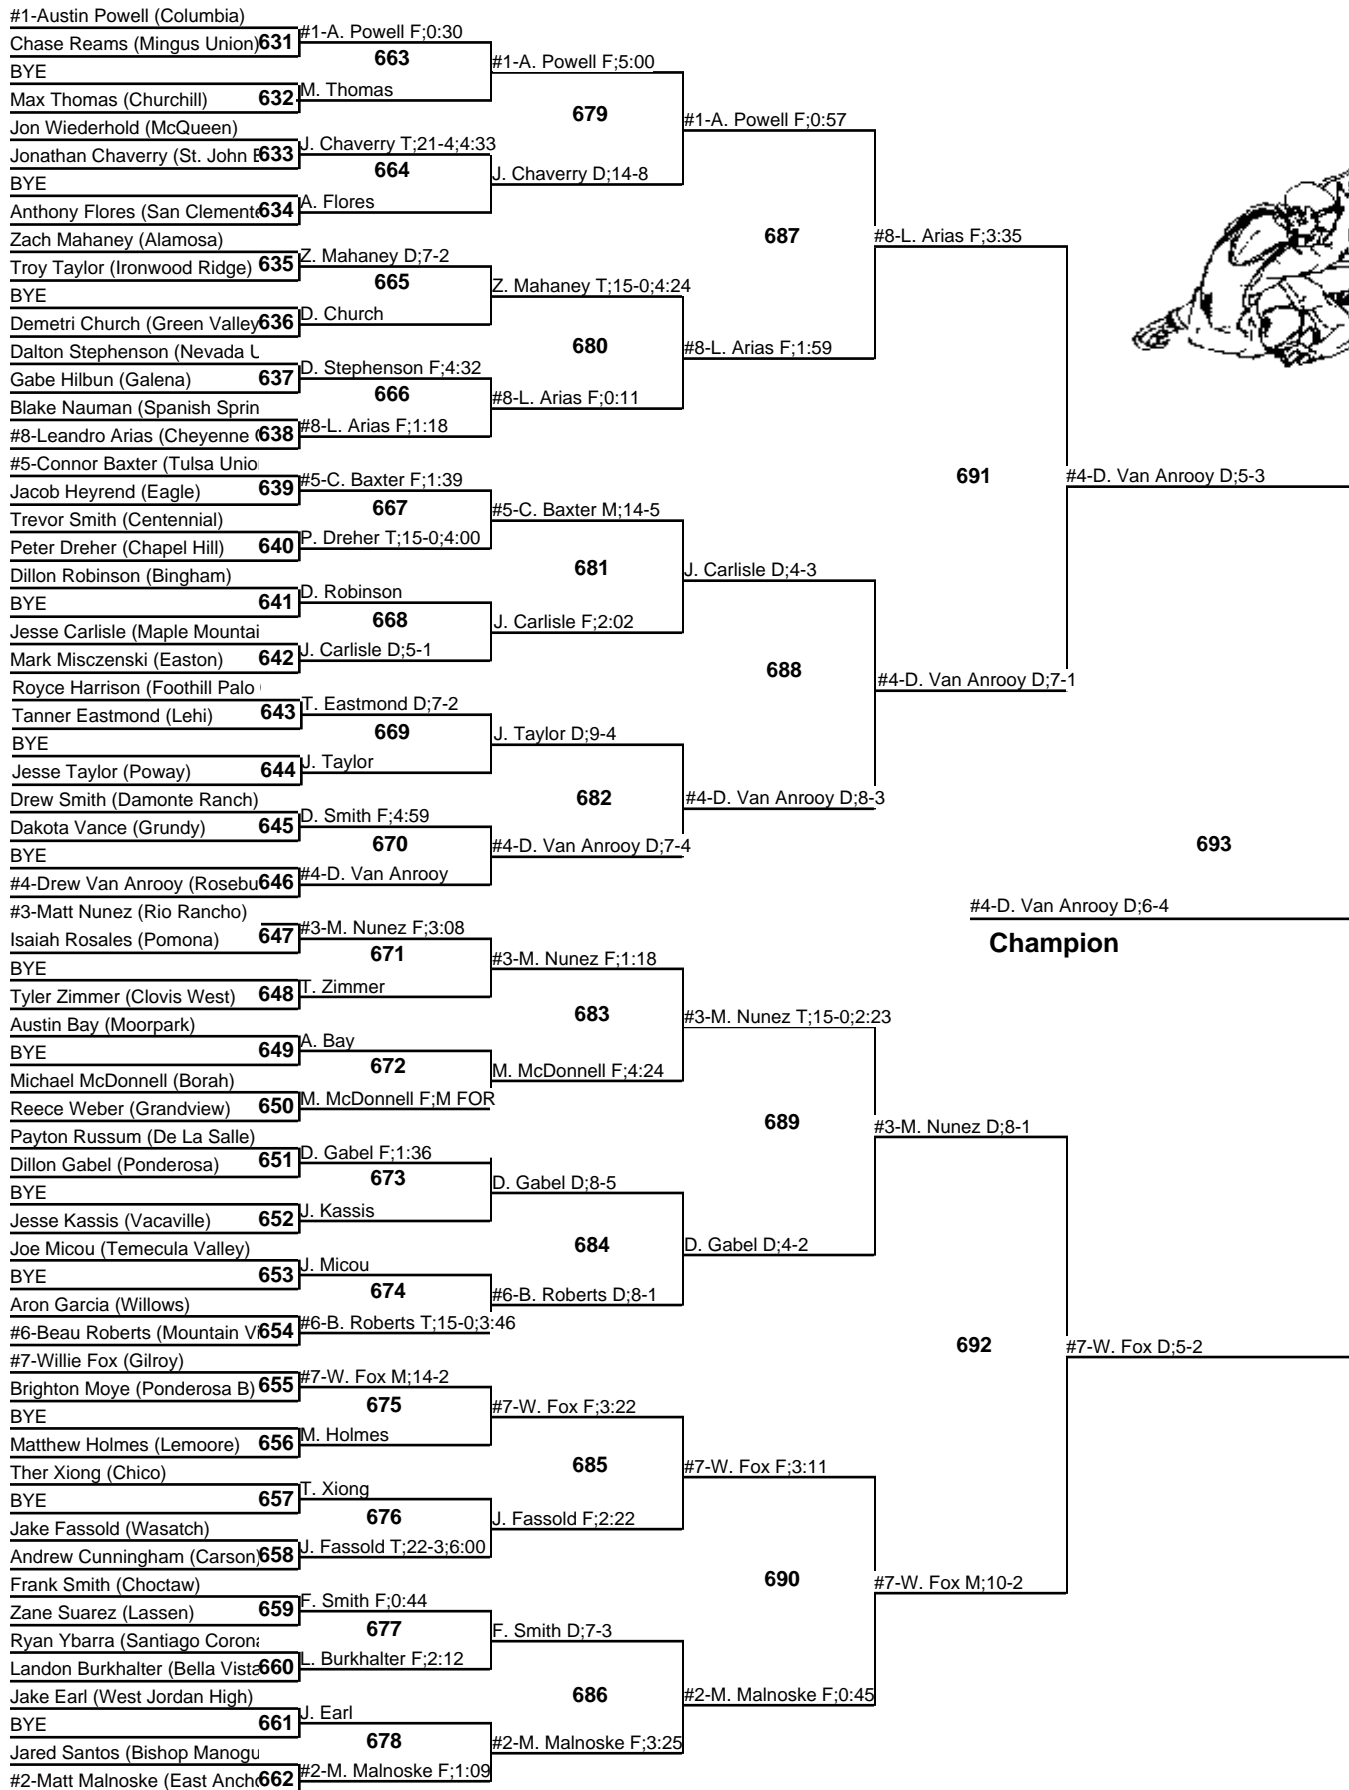 #1-Austin Powell (Columbia)
Chase Reams (Mingus Union)
631
BYE
Max Thomas (Churchill)
632
Jon Wiederhold (McQueen)
Jonathan Chaverry (St. John
633
BYE
Anthony Flores (San Clemente
634
Zach Mahaney (Alamosa)
Troy Taylor (Ironwood Ridge)
635
BYE
Demetri Church (Green Valley
636
Dalton Stephenson (Nevada
Gabe Hilbun (Galena)
637
Blake Nauman (Spanish Sprin
#8-Leandro Arias (Cheyenne
638
#5-Connor Baxter (Tulsa Unio
Jacob Heyrend (Eagle)
639
Trevor Smith (Centennial)
Peter Dreher (Chapel Hill)
640
Dillon Robinson (Bingham)
BYE
641
Jesse Carlisle (Maple Mountai
Mark Misczenski (Easton)
642
Royce Harrison (Foothill Palo
Tanner Eastmond (Lehi)
643
BYE
Jesse Taylor (Poway)
644
Drew Smith (Damonte Ranch)
Dakota Vance (Grundy)
645
BYE
#4-Drew Van Anrooy (Rosebu
646
#3-Matt Nunez (Rio Rancho)
Isaiah Rosales (Pomona)
647
BYE
Tyler Zimmer (Clovis West)
648
Austin Bay (Moorpark)
BYE
649
Michael McDonnell (Borah)
Reece Weber (Grandview)
650
Payton Russum (De La Salle)
Dillon Gabel (Ponderosa)
651
BYE
Jesse Kassis (Vacaville)
652
Joe Micou (Temecula Valley)
BYE
653
Aron Garcia (Willows)
#6-Beau Roberts (Mountain Vi
654
#7-Willie Fox (Gilroy)
Brighton Moye (Ponderosa B)
655
BYE
Matthew Holmes (Lemoore)
656
Ther Xiong (Chico)
BYE
657
Jake Fassold (Wasatch)
Andrew Cunningham (Carson)
658
Frank Smith (Choctaw)
Zane Suarez (Lassen)
659
Ryan Ybarra (Santiago Corona
Landon Burkhalter (Bella Vista
660
Jake Earl (West Jordan High)
BYE
661
Jared Santos (Bishop Manogu
#2-Matt Malnoske (East Ancho
662
#1-A. Powell F;0:30
663
M. Thomas
J. Chaverry T;21-4;4:33
664
A. Flores
Z. Mahaney D;7-2
665
D. Church
D. Stephenson F;4:32
666
#8-L. Arias F;1:18
#5-C. Baxter F;1:39
667
P. Dreher T;15-0;4:00
D. Robinson
668
J. Carlisle D;5-1
T. Eastmond D;7-2
669
J. Taylor
D. Smith F;4:59
670
#4-D. Van Anrooy
#3-M. Nunez F;3:08
671
T. Zimmer
A. Bay
672
M. McDonnell F;M FOR
D. Gabel F;1:36
673
J. Kassis
J. Micou
674
#6-B. Roberts T;15-0;3:46
#7-W. Fox M;14-2
675
M. Holmes
T. Xiong
676
J. Fassold T;22-3;6:00
F. Smith F;0:44
677
L. Burkhalter F;2:12
J. Earl
678
#2-M. Malnoske F;1:09
#1-A. Powell F;5:00
679
J. Chaverry D;14-8
Z. Mahaney T;15-0;4:24
680
#8-L. Arias F;0:11
#5-C. Baxter M;14-5
681
J. Carlisle F;2:02
J. Taylor D;9-4
682
#4-D. Van Anrooy D;7-4
#3-M. Nunez F;1:18
683
M. McDonnell F;4:24
D. Gabel D;8-5
684
#6-B. Roberts D;8-1
#7-W. Fox F;3:22
685
J. Fassold F;2:22
F. Smith D;7-3
686
#2-M. Malnoske F;3:25
#1-A. Powell F;0:57
687
#8-L. Arias F;1:59
J. Carlisle D;4-3
688
#4-D. Van Anrooy D;8-3
#3-M. Nunez T;15-0;2:23
689
D. Gabel D;4-2
#7-W. Fox F;3:11
690
#2-M. Malnoske F;0:45
#8-L. Arias F;3:35
691
#4-D. Van Anrooy D;7-1
#3-M. Nunez D;8-1
692
#7-W. Fox M;10-2
#4-D. Van Anrooy D;5-3
693
#7-W. Fox D;5-2
#4-D. Van Anrooy D;6-4
Champion